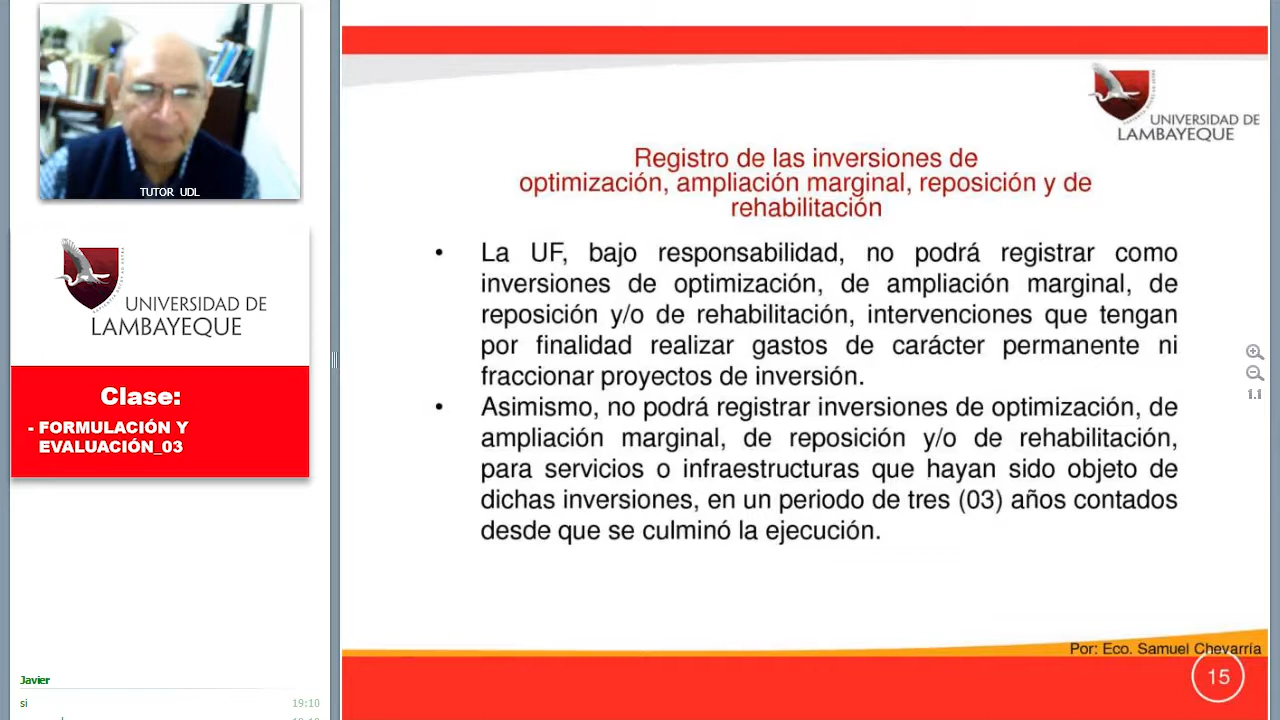 TUTOR UDL
UNIVERSIDAD DE
LAMBAYEQUE
Clase:
- FORMULACIÓN Y
EVALUACIÓN_03
Javier
si 19:10
UNIVERSIDAD DE
LAMBAYEQUE
Registro de las inversiones de
optimización, ampliación marginal, reposición y de
rehabilitación
• La UF, bajo responsabilidad, no podrá registrar como
inversiones de optimización, de ampliación marginal, de
reposición y/o de rehabilitación, intervenciones que tengan
por finalidad realizar gastos de carácter permanente ni
fraccionar proyectos de inversión.
• Asimismo, no podrá registrar inversiones de optimización, de
ampliación marginal, de reposición y/o de rehabilitación,
para servicios o infraestructuras que hayan sido objeto de
dichas inversiones, en un periodo de tres (03) años contados
desde que se culminó la ejecución.
1.1
Por: Eco. Samuel Chevarría
15